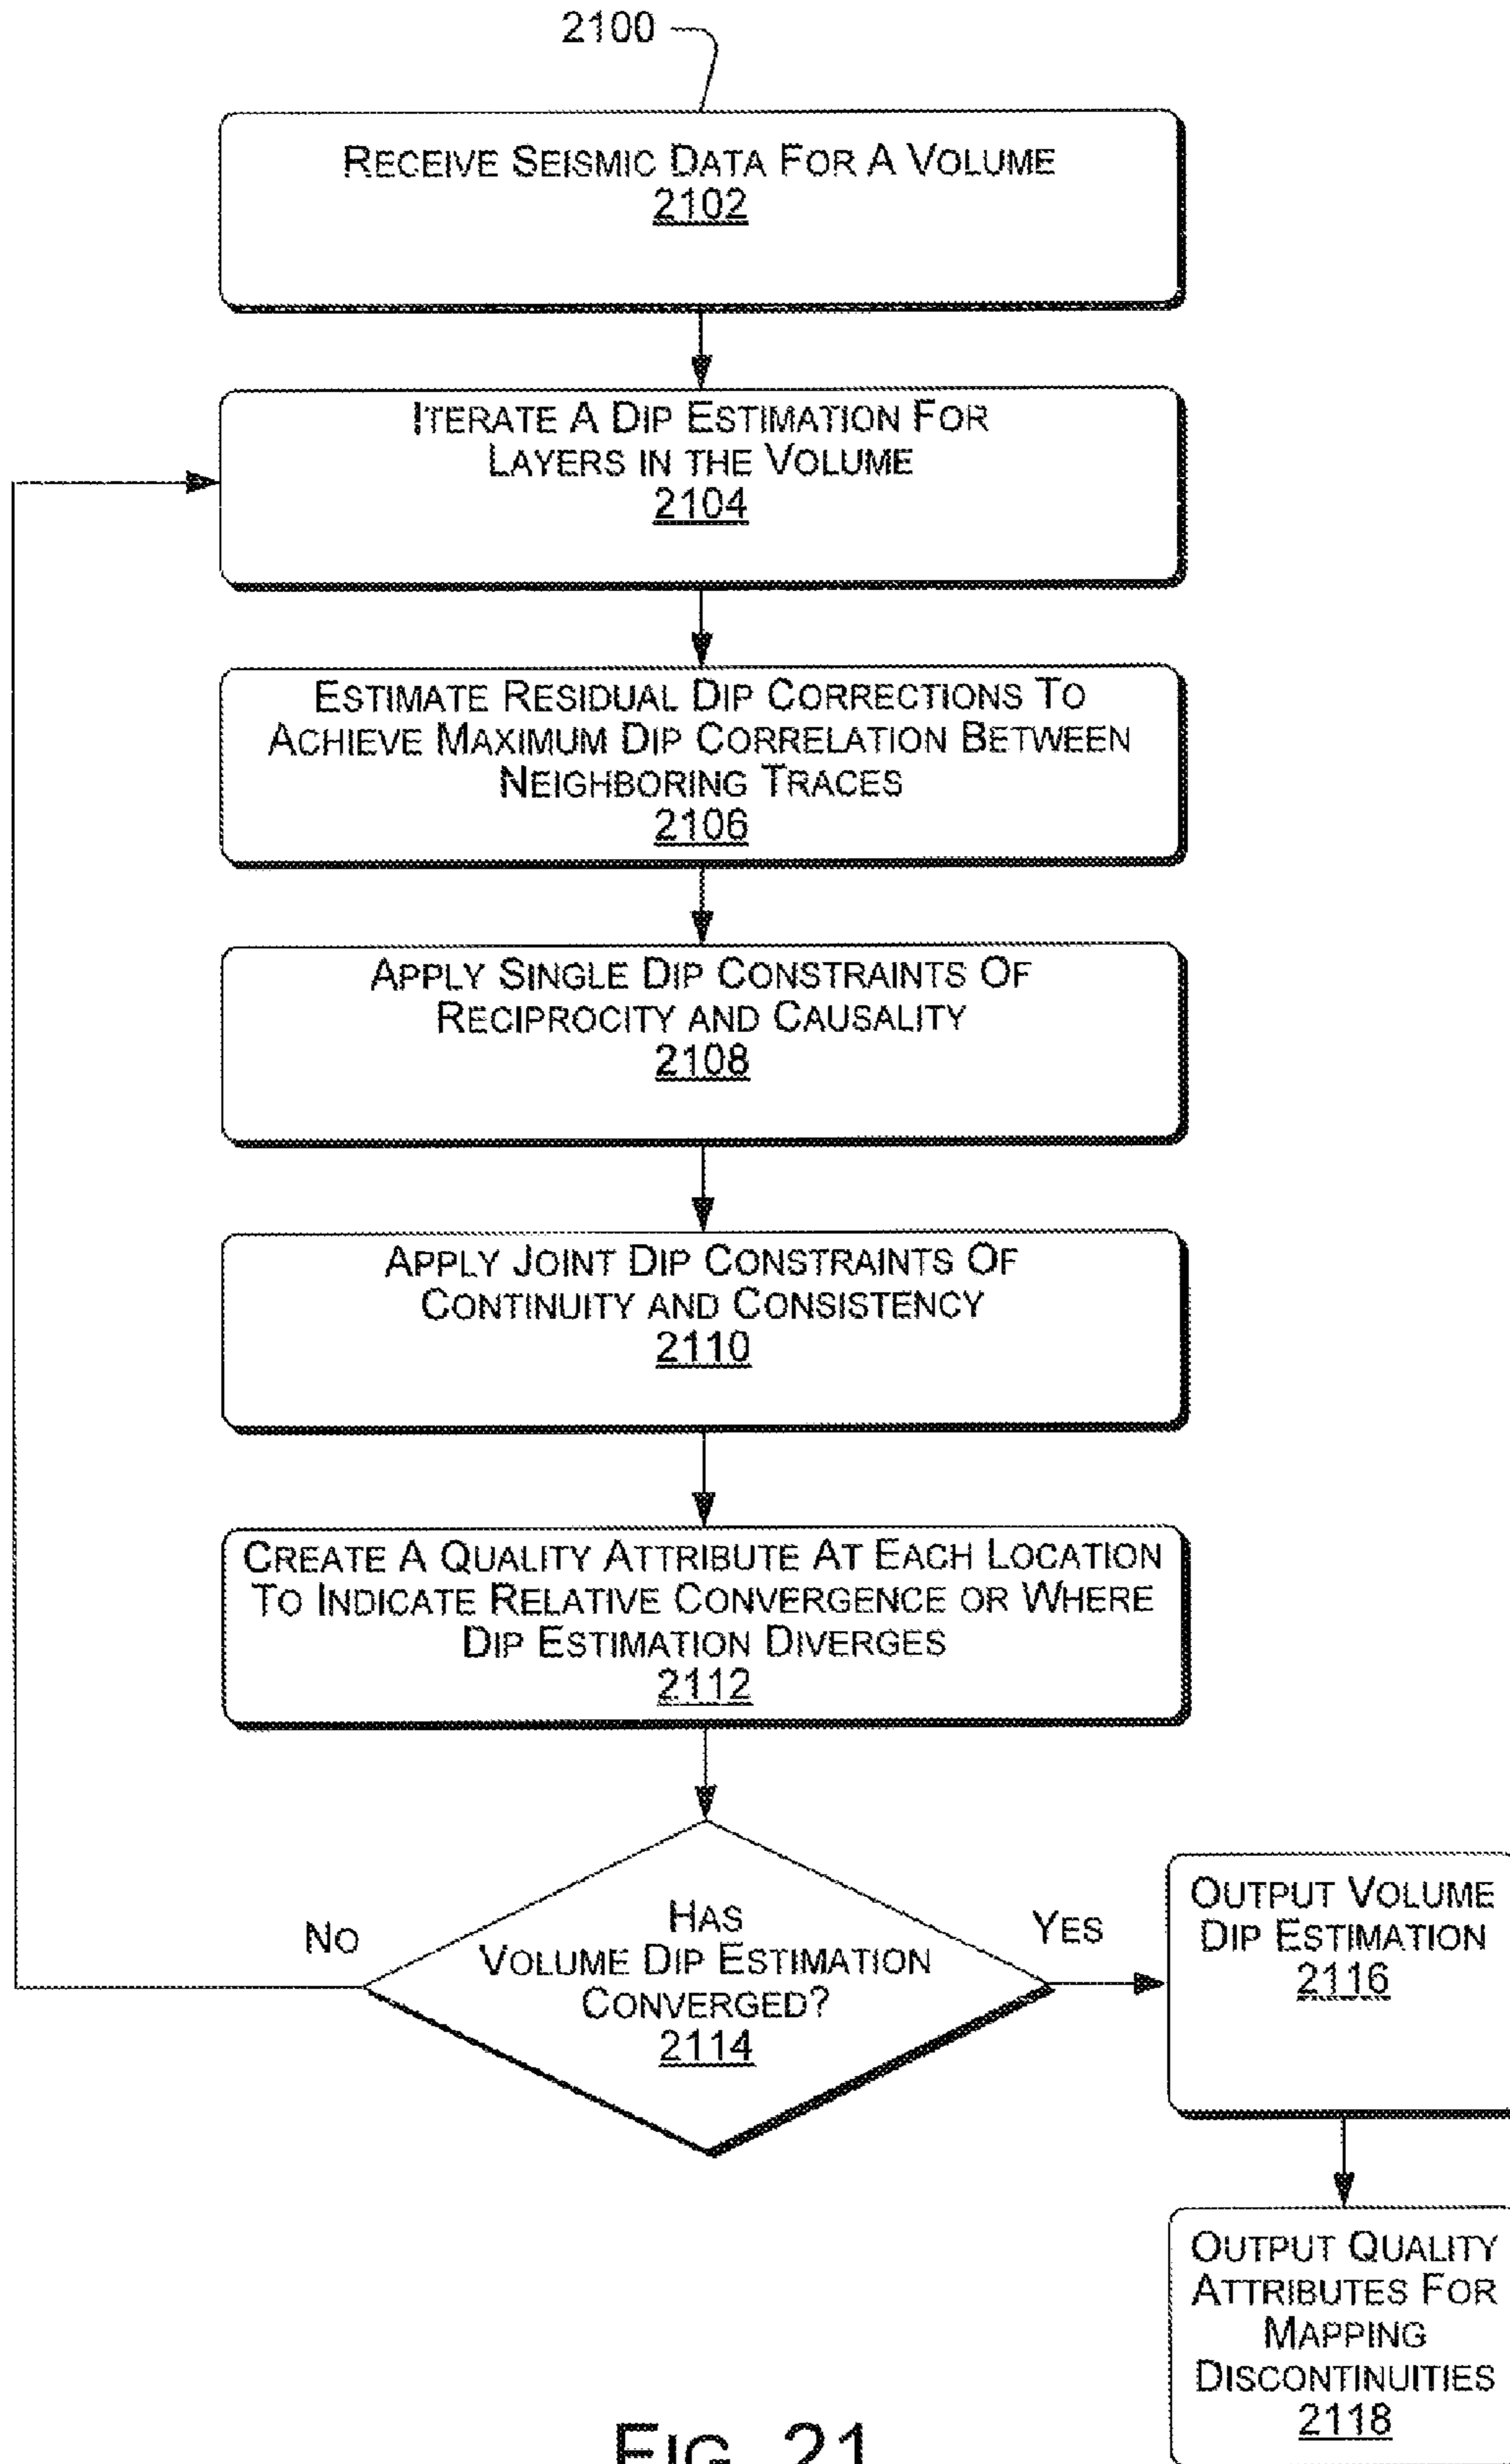 2100
RECEIVE SEISMIC DATA FOR A VOLUME
2102
ITERATE A DIP ESTIMATION FOR
LAYERS IN THE VOLUME
2104
ESTIMATE RESIDUAL DIP CORRECTIONS TO
ACHIEVE MAXIMUM DIP CORRELATION BETWEEN
NEIGHBORING TRACES
2106
APPLY SINGLE DIP CONSTRAINTS OF
RECIPROCITY AND CAUSALITY
2108
APPLY JOINT DIP CONSTRAINTS OF
CONTINUITY AND CONSISTENCY
2110
CREATE A QUALITY ATTRIBUTE AT EACH LOCATION
TO INDICATE RELATIVE CONVERGENCE OR WHERE
DIP ESTIMATION DIVERGES
2112
HAS
VOLUME DIP ESTIMATION
CONVERGED?
2114
NO
YES
OUTPUT VOLUME
DIP ESTIMATION
2116
OUTPUT QUALITY
ATTRIBUTES FOR
MAPPING
DISCONTINUITIES
2118
FIG. 21